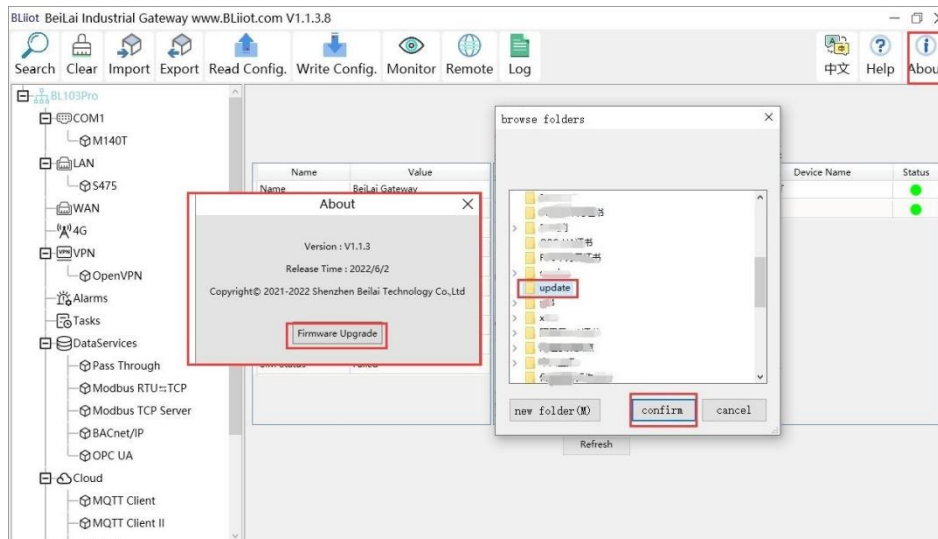 BLiiot BeiLai Industrial Gateway www.BLiiot.com V1.1.3.8
Search Clear Import Export Read Config. Write Config. Monitor Remote Log 中文 Help Abou
BL103Pro
COM1
M140T
LAN
S475
WAN
4G
VPN
OpenVPN
Alarms
Tasks
DataServices
Pass Through
Modbus RTU⇆TCP
Modbus TCP Server
BACnet/IP
OPC UA
Cloud
MQTT Client
MQTT Client II
Name Value
Name BeiLai Gateway
About
Version : V1.1.3
Release Time : 2022/6/2
Copyright© 2021-2022 Shenzhen Beilai Technology Co.,Ltd
Firmware Upgrade
browse folders
update
new folder(M) confirm cancel
Device Name Status
Refresh